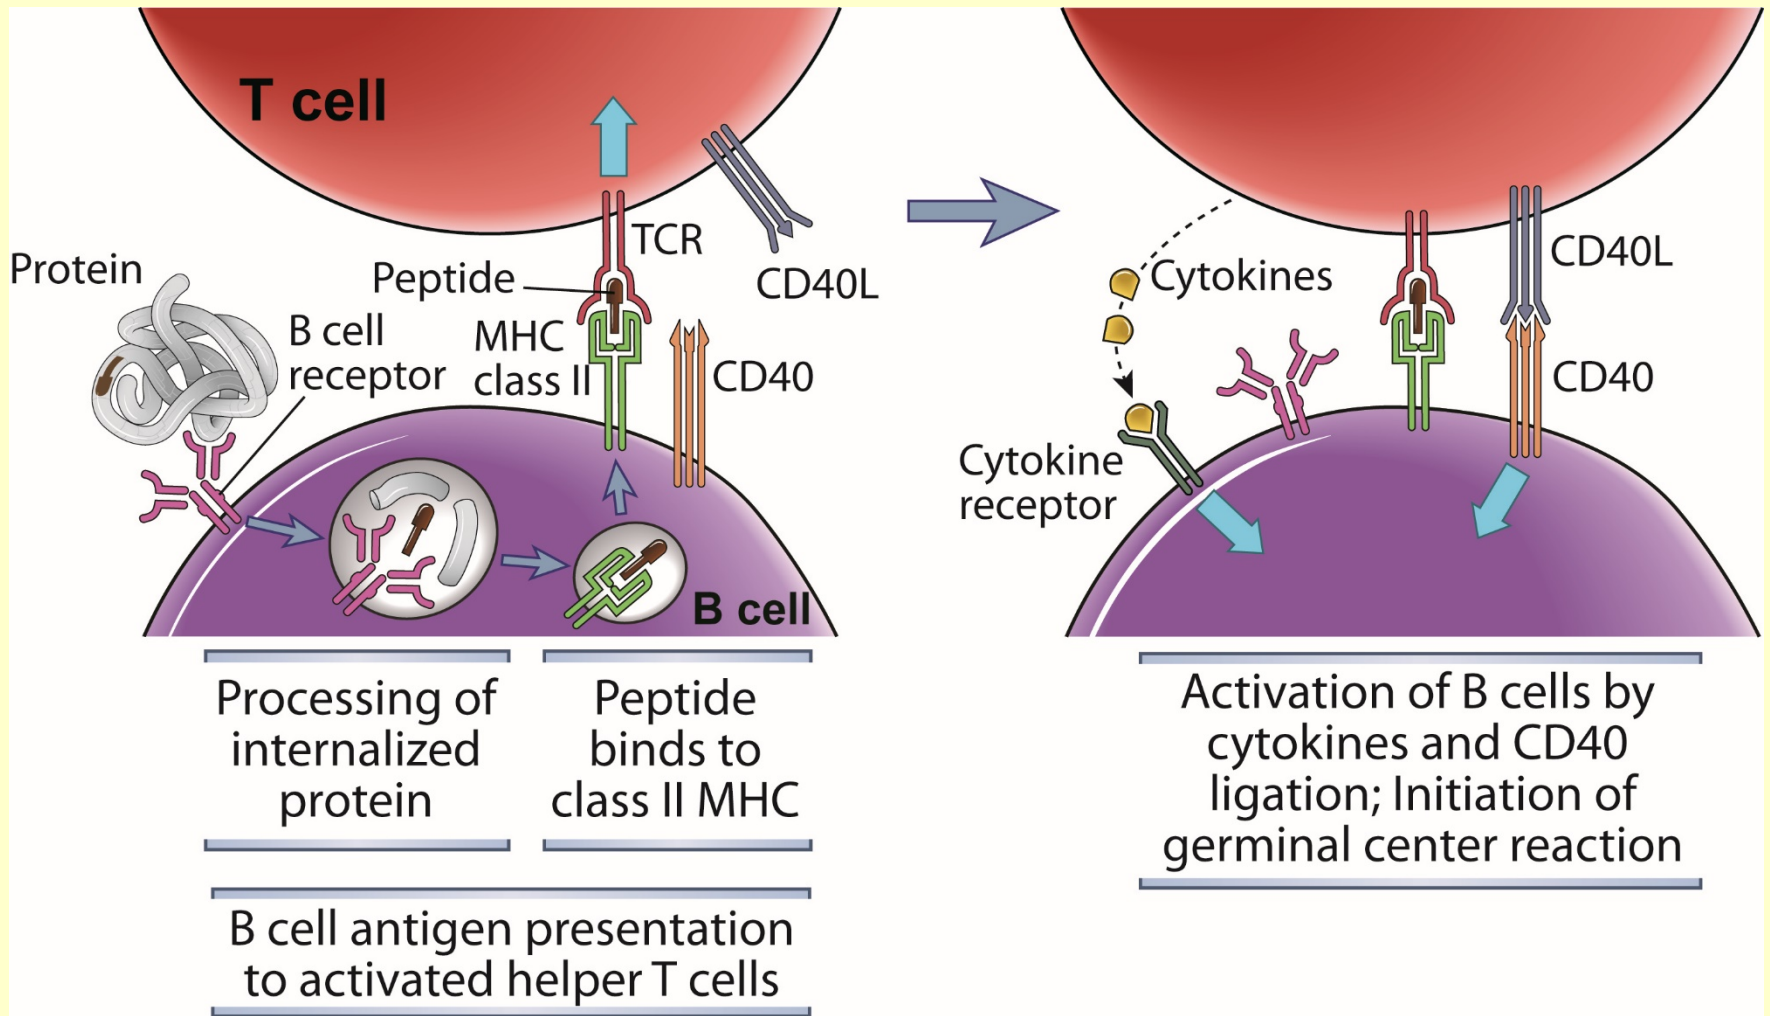 T cell
Protein
Peptide
TCR
CD40L
B cell
receptor
MHC
class II
CD40
B cell
Processing of
internalized
protein
Peptide
binds to
class II MHC
B cell antigen presentation
to activated helper T cells
Cytokines
CD40L
CD40
Cytokine
receptor
Activation of B cells by
cytokines and CD40
ligation; Initiation of
germinal center reaction